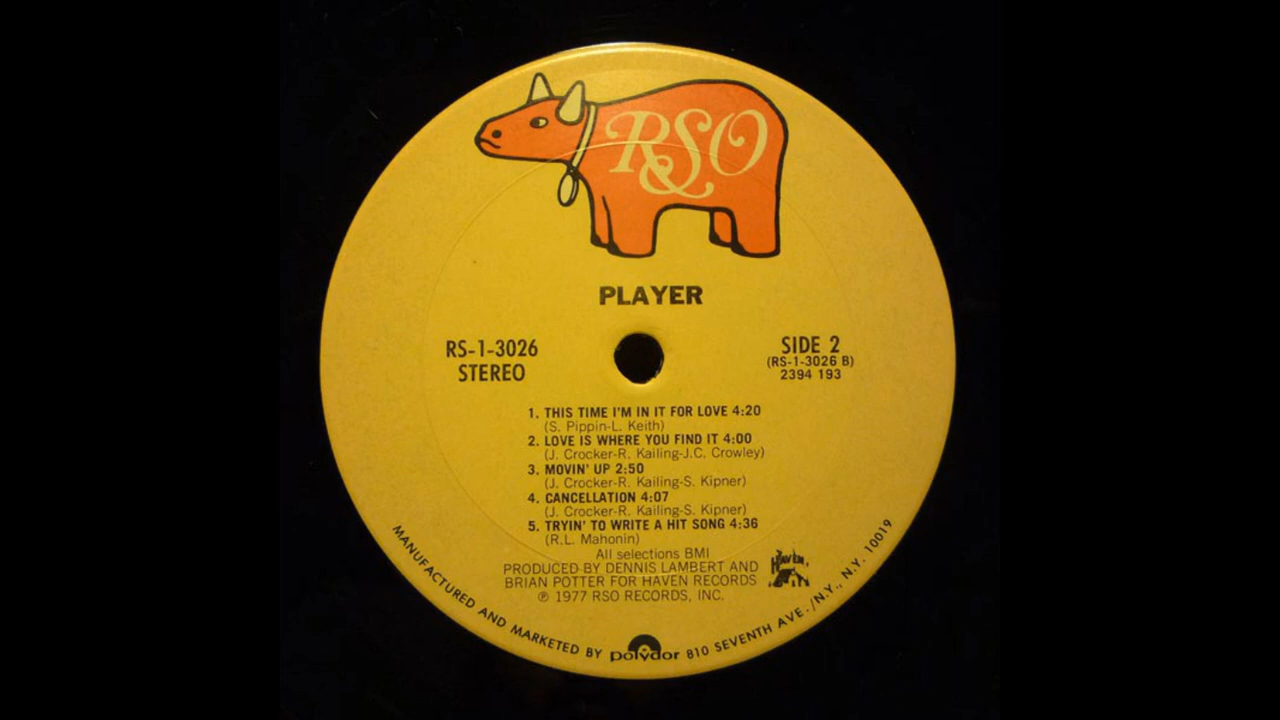 RSO
PLAYER
RS-1-3026
STEREO
SIDE 2
(RS-1-3026 B)
2394 193
1. THIS TIME I'M IN IT FOR LOVE 4:20
(S. Pippin-L. Keith)
2. LOVE IS WHERE YOU FIND IT 4:00
(J. Crocker-R. Kailing-J.C. Crowley)
3. MOVIN' UP 2:50
(J. Crocker-R. Kailing-S. Kipner)
4. CANCELLATION 4:07
(J. Crocker-R. Kailing-S. Kipner)
5. TRYIN' TO WRITE A HIT SONG 4:36
(R.L. Mahonin)
All selections BMI
PRODUCED BY DENNIS LAMBERT AND
BRIAN POTTER FOR HAVEN RECORDS
℗ 1977 RSO RECORDS, INC.
HAVEN
MANUFACTURED AND MARKETED BY polydor 810 SEVENTH AVE./N.Y., N.Y. 10019